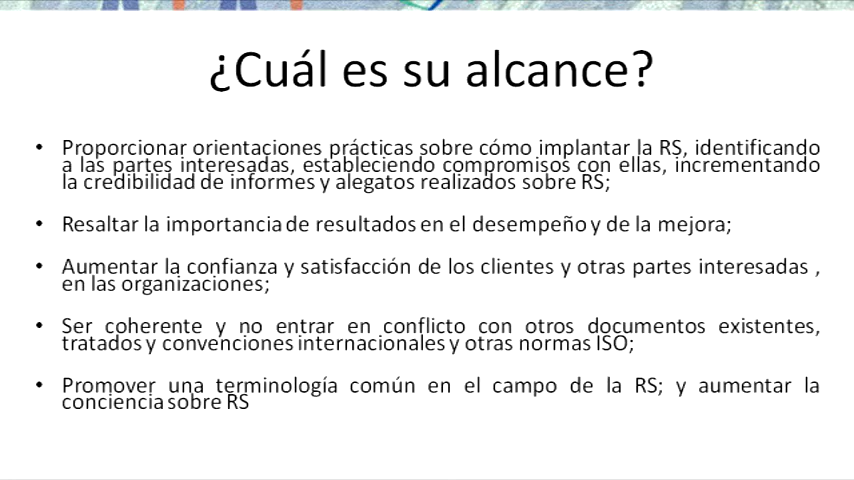 ¿Cuál es su alcance?
• Proporcionar orientaciones prácticas sobre cómo implantar la RS, identificando
a las partes interesadas, estableciendo compromisos con ellas, incrementando
la credibilidad de informes y alegatos realizados sobre RS;
• Resaltar la importancia de resultados en el desempeño y de la mejora;
• Aumentar la confianza y satisfacción de los clientes y otras partes interesadas ,
en las organizaciones;
• Ser coherente y no entrar en conflicto con otros documentos existentes,
tratados y convenciones internacionales y otras normas ISO;
• Promover una terminología común en el campo de la RS; y aumentar la
conciencia sobre RS